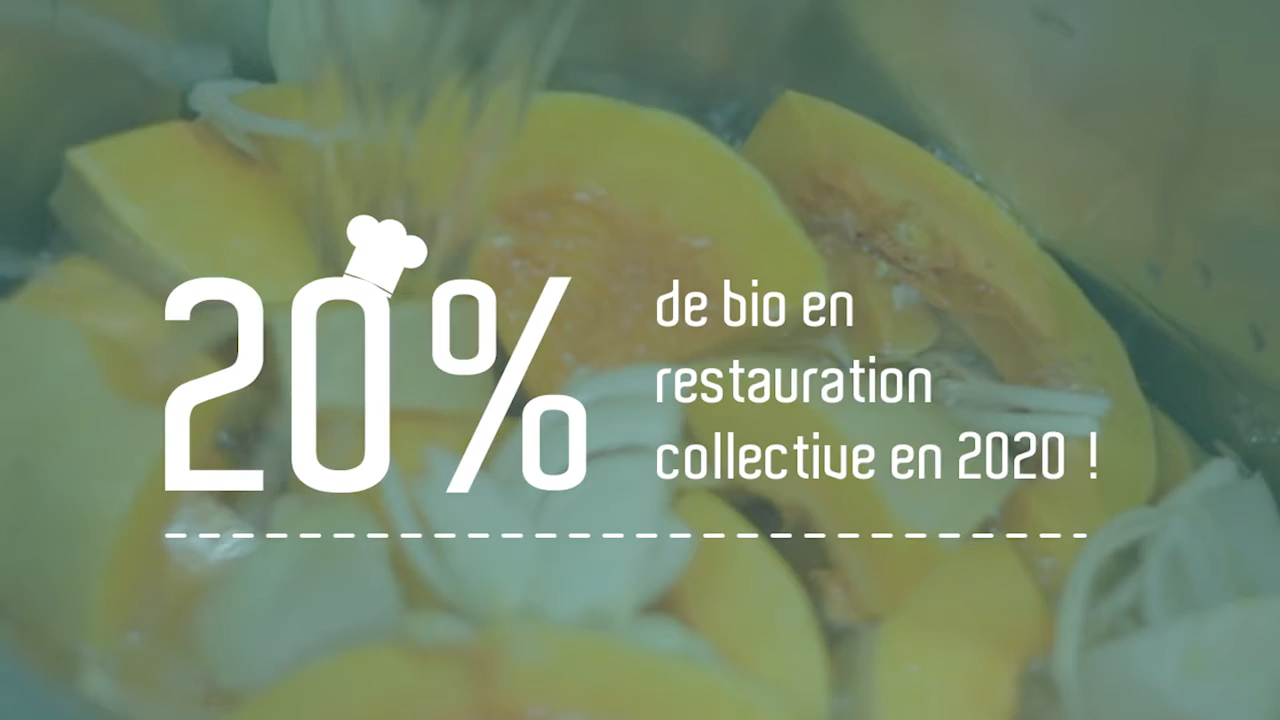 20%
de bio en
restauration
collective en 2020 !